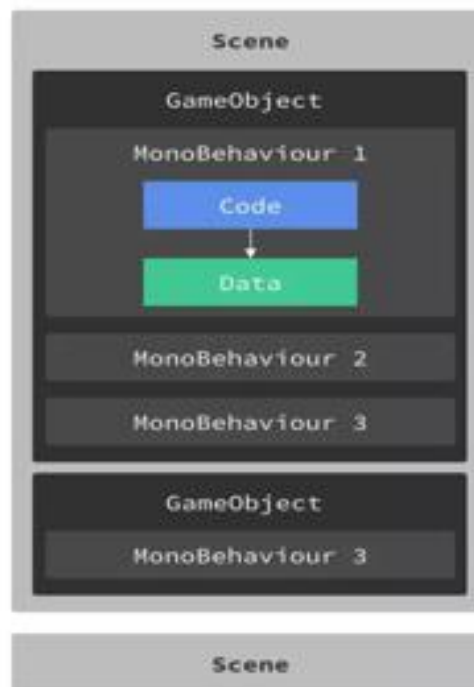 Scene
GameObject
MonoBehaviour 1
Code
Data
MonoBehaviour 2
MonoBehaviour 3
GameObject
MonoBehaviour 3
Scene